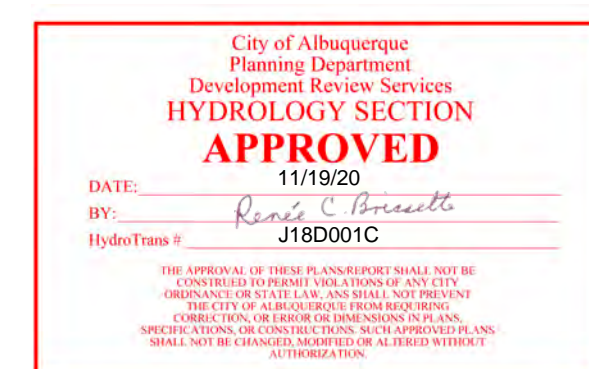 City of Albuquerque
Planning Department
Development Review Services
HYDROLOGY SECTION
APPROVED
DATE: 11/19/20
BY: Renée C. Brissette
HydroTrans # J18D001C
THE APPROVAL OF THESE PLANS/REPORT SHALL NOT BE
CONSTRUED TO PERMIT VIOLATIONS OF ANY CITY
ORDINANCE OR STATE LAW, ANS SHALL NOT PREVENT
THE CITY OF ALBUQUERQUE FROM REQUIRING
CORRECTION, OR ERROR OR DIMENSIONS IN PLANS,
SPECIFICATIONS, OR CONSTRUCTIONS. SUCH APPROVED PLANS
SHALL NOT BE CHANGED, MODIFIED OR ALTERED WITHOUT
AUTHORIZATION.